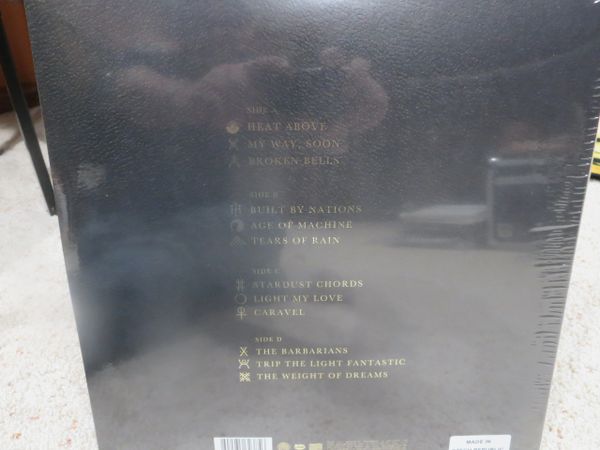 SIDE A
HEAT ABOVE
MY WAY, SOON
BROKEN BELLS
SIDE B
BUILT BY NATIONS
AGE OF MACHINE
TEARS OF RAIN
SIDE C
STARDUST CHORDS
LIGHT MY LOVE
CARAVEL
SIDE D
THE BARBARIANS
TRIP THE LIGHT FANTASTIC
THE WEIGHT OF DREAMS
MADE IN